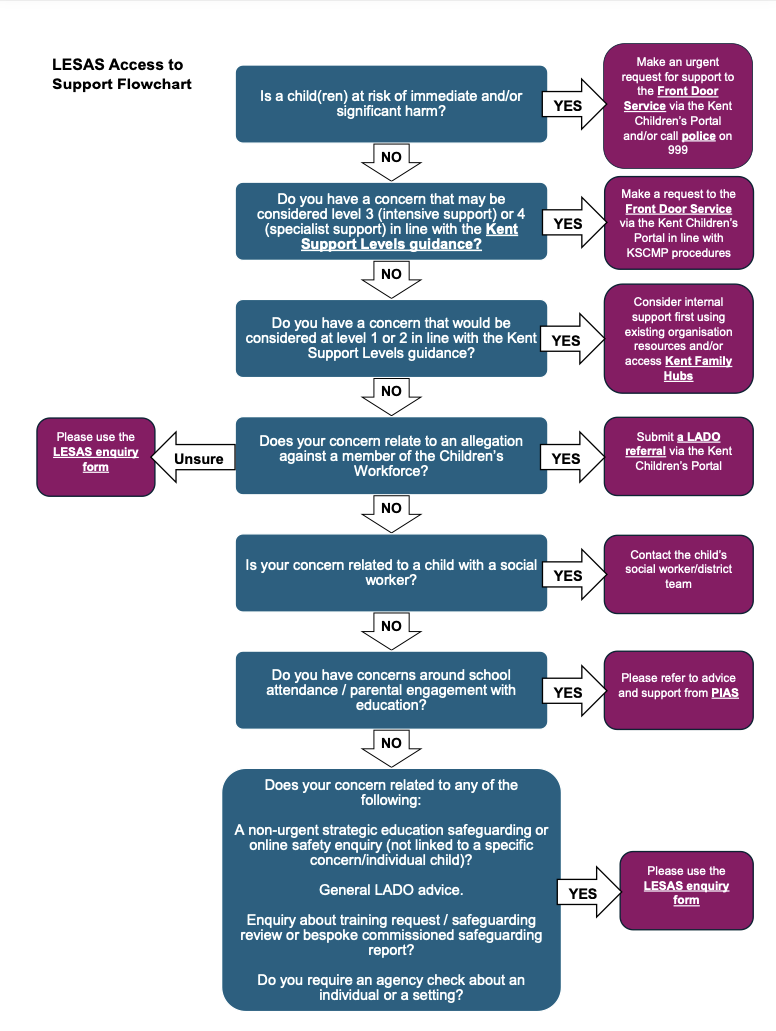 LESAS Access to
Support Flowchart
Is a child(ren) at risk of immediate and/or
significant harm?
YES
Make an urgent
request for support to
the Front Door
Service via the Kent
Children's Portal
and/or call police on
999
NO
Do you have a concern that may be
considered level 3 (intensive support) or 4
(specialist support) in line with the Kent
Support Levels guidance?
YES
Make a request to the
Front Door Service
via the Kent Children's
Portal in line with
KSCMP procedures
NO
Do you have a concern that would be
considered at level 1 or 2 in line with the Kent
Support Levels guidance?
YES
Consider internal
support first using
existing organisation
resources and/or
access Kent Family
Hubs
NO
Please use the
LESAS enquiry
form
Unsure
Does your concern relate to an allegation
against a member of the Children's
Workforce?
YES
Submit a LADO
referral via the Kent
Children's Portal
NO
Is your concern related to a child with a social
worker?
YES
Contact the child's
social worker/district
team
NO
Do you have concerns around school
attendance / parental engagement with
education?
YES
Please refer to advice
and support from PIAS
NO
Does your concern related to any of the
following:
A non-urgent strategic education safeguarding or
online safety enquiry (not linked to a specific
concern/individual child)?
General LADO advice.
Enquiry about training request / safeguarding
review or bespoke commissioned safeguarding
report?
Do you require an agency check about an
individual or a setting?
YES
Please use the
LESAS enquiry
form